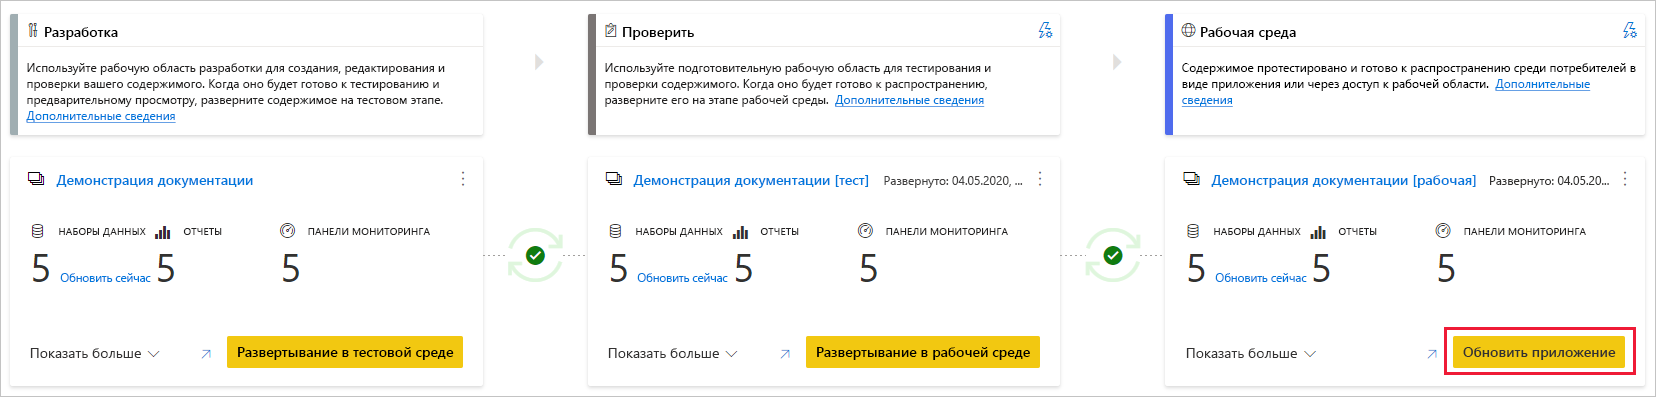 Разработка
Используйте рабочую область разработки для создания, редактирования и
проверки вашего содержимого. Когда оно будет готово к тестированию и
предварительному просмотру, разверните содержимое на тестовом этапе.
Дополнительные сведения
Проверить
Используйте подготовительную рабочую область для тестирования и
проверки содержимого. Когда оно будет готово к распространению,
разверните его на этапе рабочей среды. Дополнительные сведения
Рабочая среда
Содержимое протестировано и готово к распространению среди потребителей в
виде приложения или через доступ к рабочей области. Дополнительные
сведения
Демонстрация документации
НАБОРЫ ДАННЫХ ОТЧЕТЫ ПАНЕЛИ МОНИТОРИНГА
5 Обновить сейчас 5 5
Показать больше Развертывание в тестовой среде
Демонстрация документации [тест] Развернуто: 04.05.2020, ...
НАБОРЫ ДАННЫХ ОТЧЕТЫ ПАНЕЛИ МОНИТОРИНГА
5 Обновить сейчас 5 5
Показать больше Развертывание в рабочей среде
Демонстрация документации [рабочая] Развернуто: 04.05.20...
НАБОРЫ ДАННЫХ ОТЧЕТЫ ПАНЕЛИ МОНИТОРИНГА
5 Обновить сейчас 5 5
Показать больше Обновить приложение